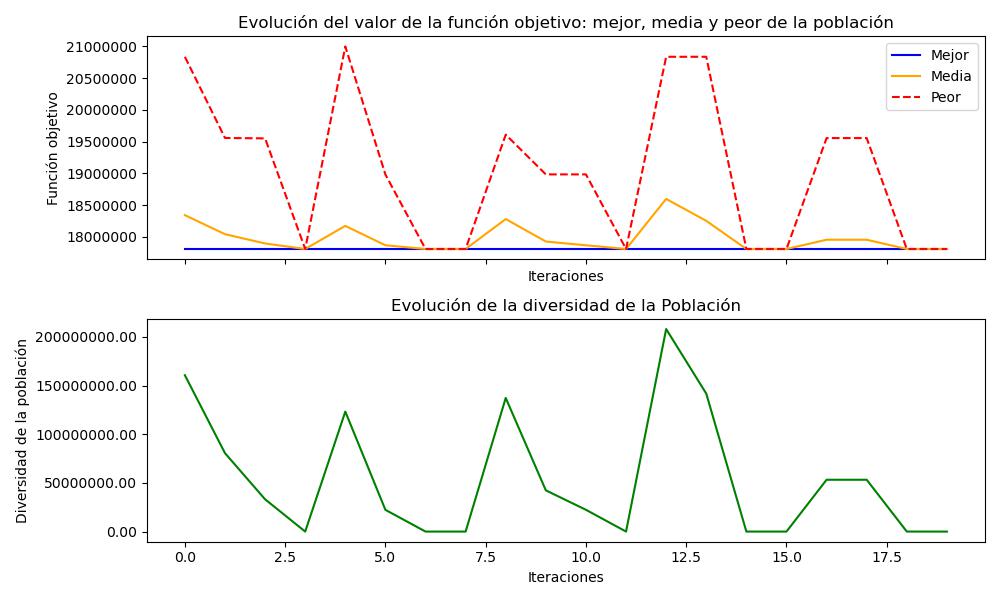 Evolución del valor de la función objetivo: mejor, media y peor de la población
21000000
20500000
20000000
19500000
19000000
18500000
18000000
Función objetivo
Mejor
Media
Peor
Iteraciones
Evolución de la diversidad de la Población
200000000.00
150000000.00
100000000.00
50000000.00
0.00
Diversidad de la población
0.0 2.5 5.0 7.5 10.0 12.5 15.0 17.5
Iteraciones